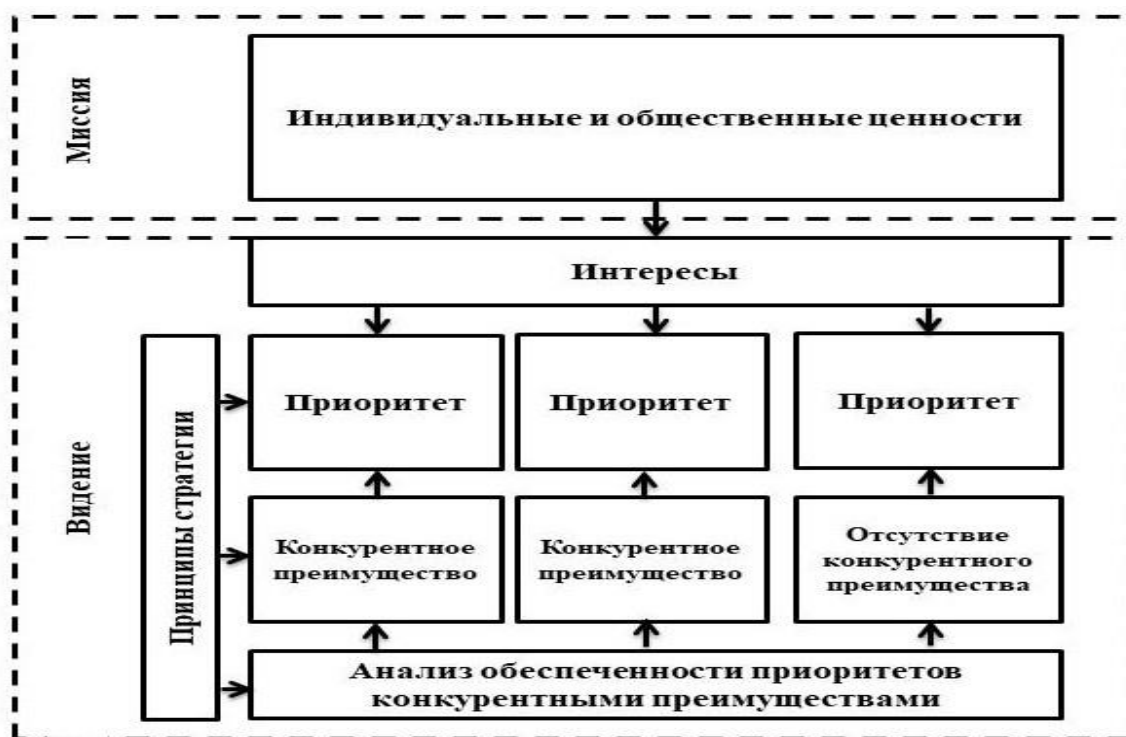 Миссия
Индивидуальные и общественные ценности
Видение
Интересы
Принципы стратегии
Приоритет
Приоритет
Приоритет
Конкурентное
преимущество
Конкурентное
преимущество
Отсутствие
конкурентного
преимущества
Анализ обеспеченности приоритетов
конкурентными преимуществами